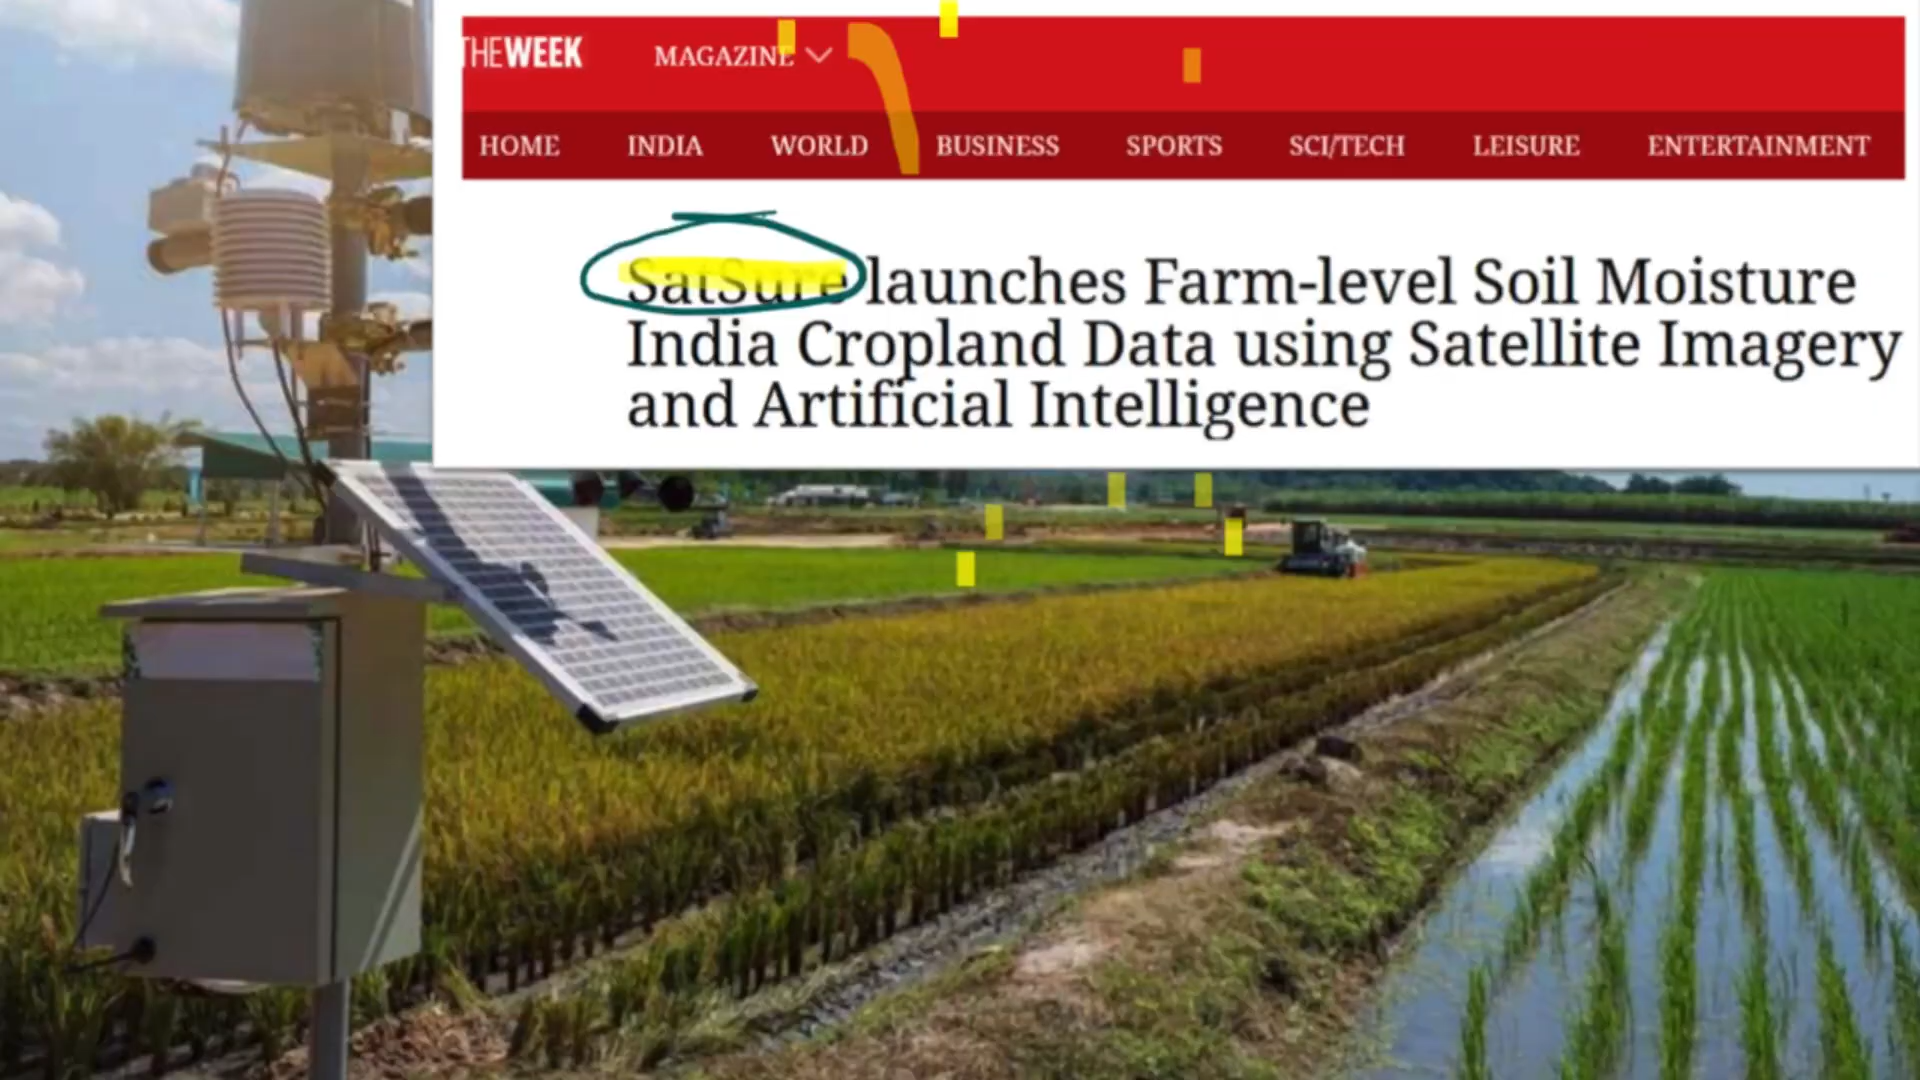 THEWEEK MAGAZINE
HOME INDIA WORLD BUSINESS SPORTS SCI/TECH LEISURE ENTERTAINMENT
SatSure launches Farm-level Soil Moisture
India Cropland Data using Satellite Imagery
and Artificial Intelligence